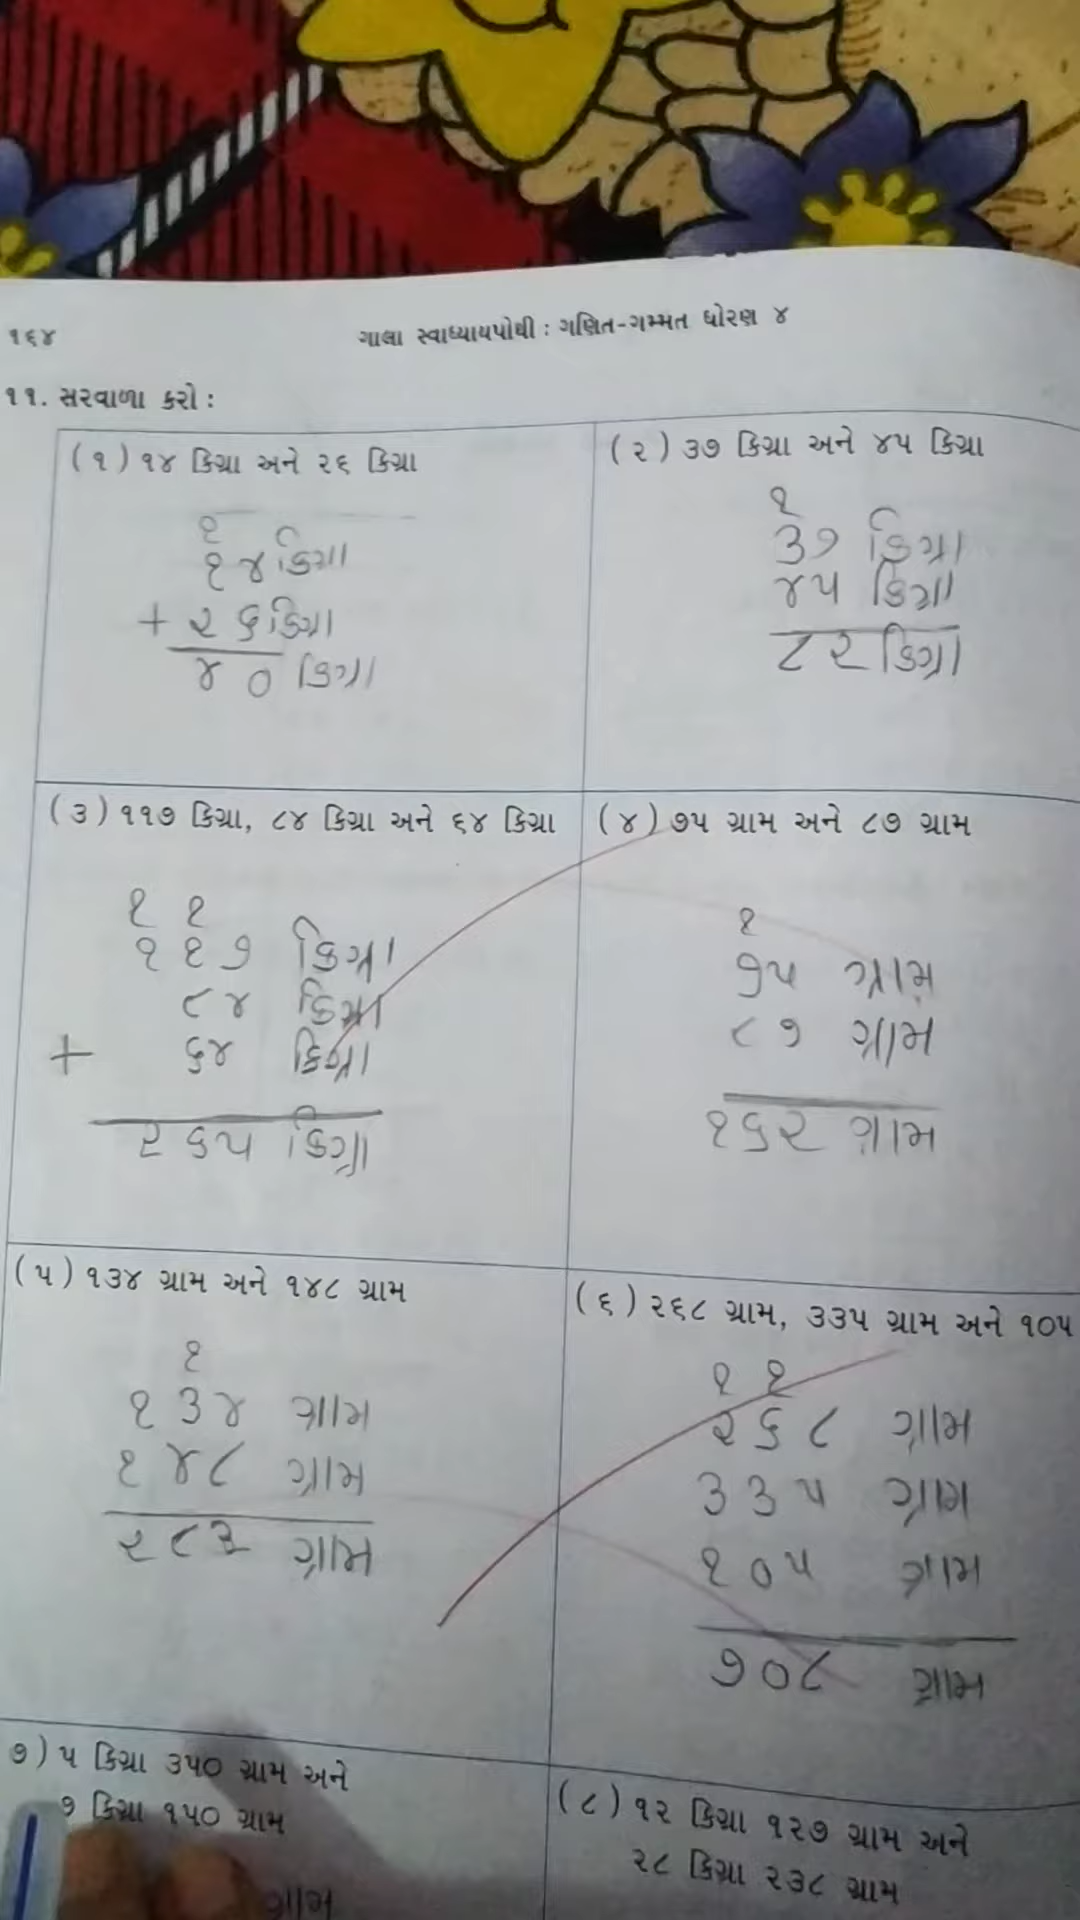 ૧૬૪
ગાલા સ્વાધ્યાયપોથી : ગણિત-ગમ્મત ધોરણ ૪
૧૧. સરવાળા કરો :
(૧) ૧૪ કિગ્રા અને ૨૬ કિગ્રા
૧
૧૪ કિગ્રા
+ ૨૬ કિગ્રા
૪૦ કિગ્રા
(૨) ૩૭ કિગ્રા અને ૪૫ કિગ્રા
૧
૩૭ કિગ્રા
૪૫ કિગ્રા
૮૨ કિગ્રા
(૩) ૧૧૭ કિગ્રા, ૮૪ કિગ્રા અને ૬૪ કિગ્રા
૧ ૧
૧૧૭ કિગ્રા
૮૪ કિગ્રા
+ ૬૪ કિગ્રા
૨૬૫ કિગ્રા
(૪) ૭૫ ગ્રામ અને ૮૭ ગ્રામ
૧
૭૫ ગ્રામ
૮૭ ગ્રામ
૧૬૨ ગ્રામ
(૫) ૧૩૪ ગ્રામ અને ૧૪૮ ગ્રામ
૧
૧૩૪ ગ્રામ
૧૪૮ ગ્રામ
૨૮૩ ગ્રામ
(૬) ૨૬૮ ગ્રામ, ૩૩૫ ગ્રામ અને ૧૦૫
૧ ૧
૨૬૮ ગ્રામ
૩૩૫ ગ્રામ
૧૦૫ ગ્રામ
૭૦૮ ગ્રામ
૭) ૫ કિગ્રા ૩૫૦ ગ્રામ અને
૭ કિગ્રા ૧૫૦ ગ્રામ
ગ્રામ
(૮) ૧૨ કિગ્રા ૧૨૭ ગ્રામ અને
૨૮ કિગ્રા ૨૩૮ ગ્રામ